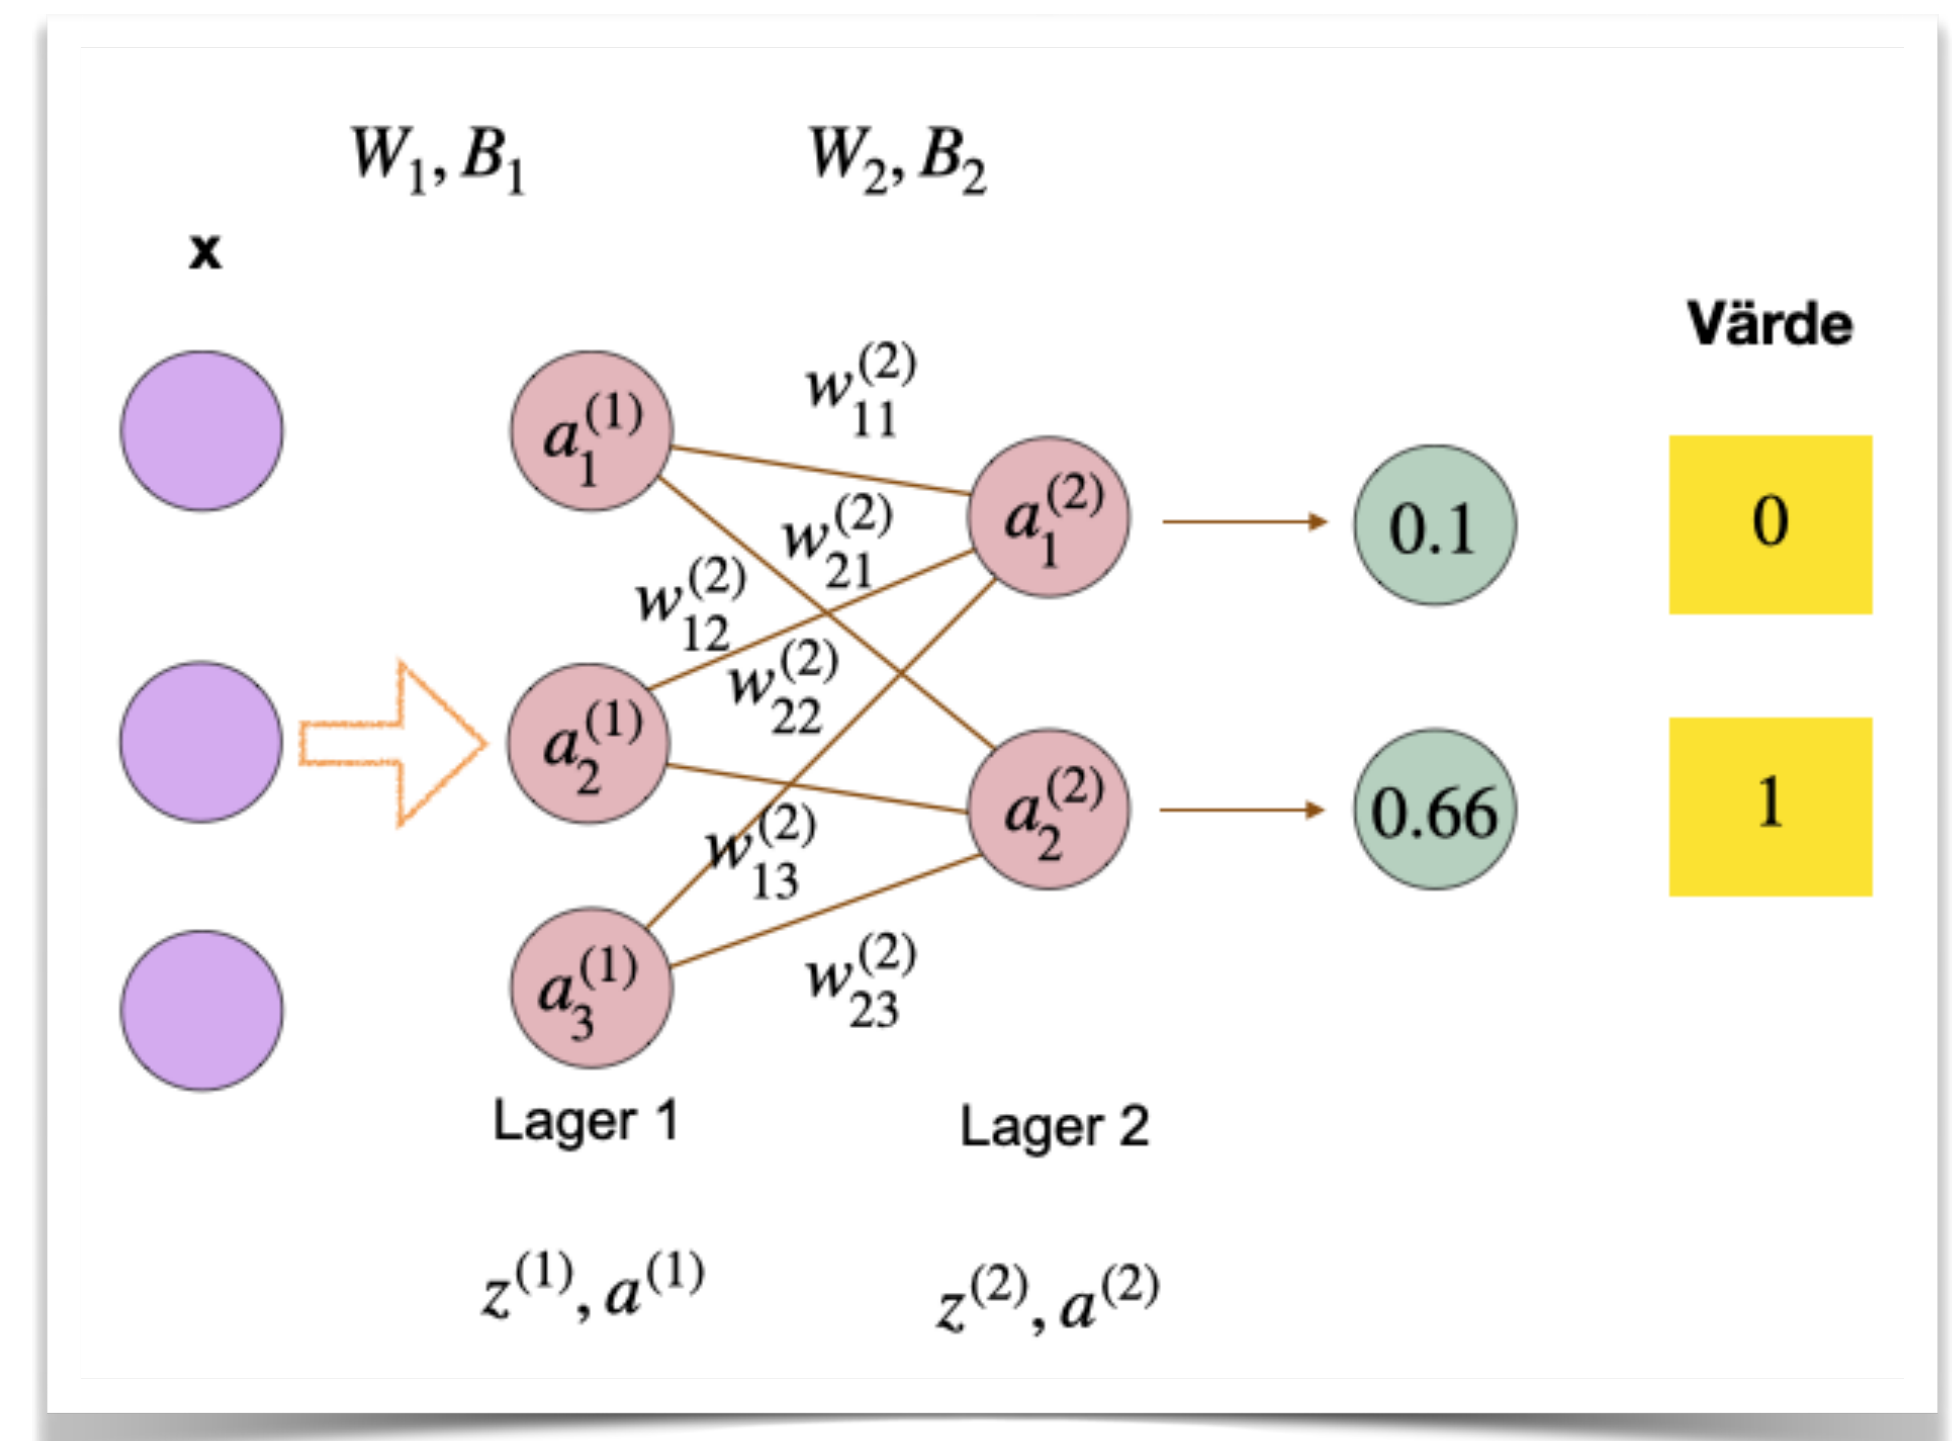 W₁, B₁
W₂, B₂
x
Värde
w₁₁⁽²⁾
a₁⁽¹⁾
w₂₁⁽²⁾
a₁⁽²⁾
0.1
0
w₁₂⁽²⁾
w₂₂⁽²⁾
a₂⁽¹⁾
a₂⁽²⁾
0.66
1
w₁₃⁽²⁾
a₃⁽¹⁾
w₂₃⁽²⁾
Lager 1
Lager 2
z⁽¹⁾, a⁽¹⁾
z⁽²⁾, a⁽²⁾